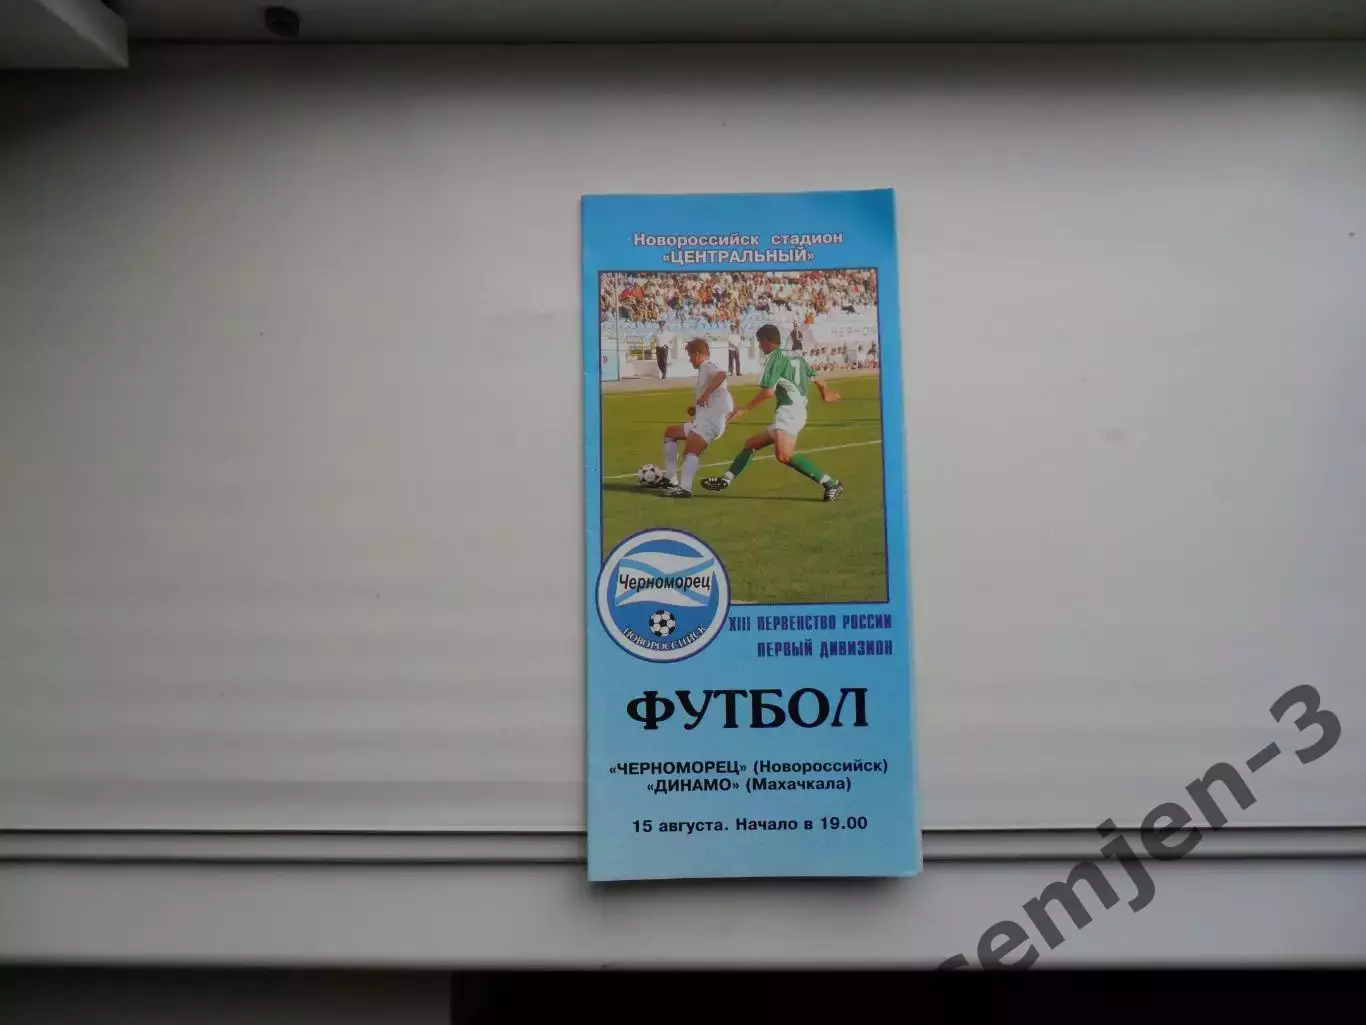 Новороссийск стадион
«ЦЕНТРАЛЬНЫЙ»
ЧЕРНОМ
Черноморец
НОВОРОССИЙСК
XIII ПЕРВЕНСТВО РОССИИ
ПЕРВЫЙ ДИВИЗИОН
ФУТБОЛ
«ЧЕРНОМОРЕЦ» (Новороссийск)
«ДИНАМО» (Махачкала)
15 августа. Начало в 19.00
semjen-3